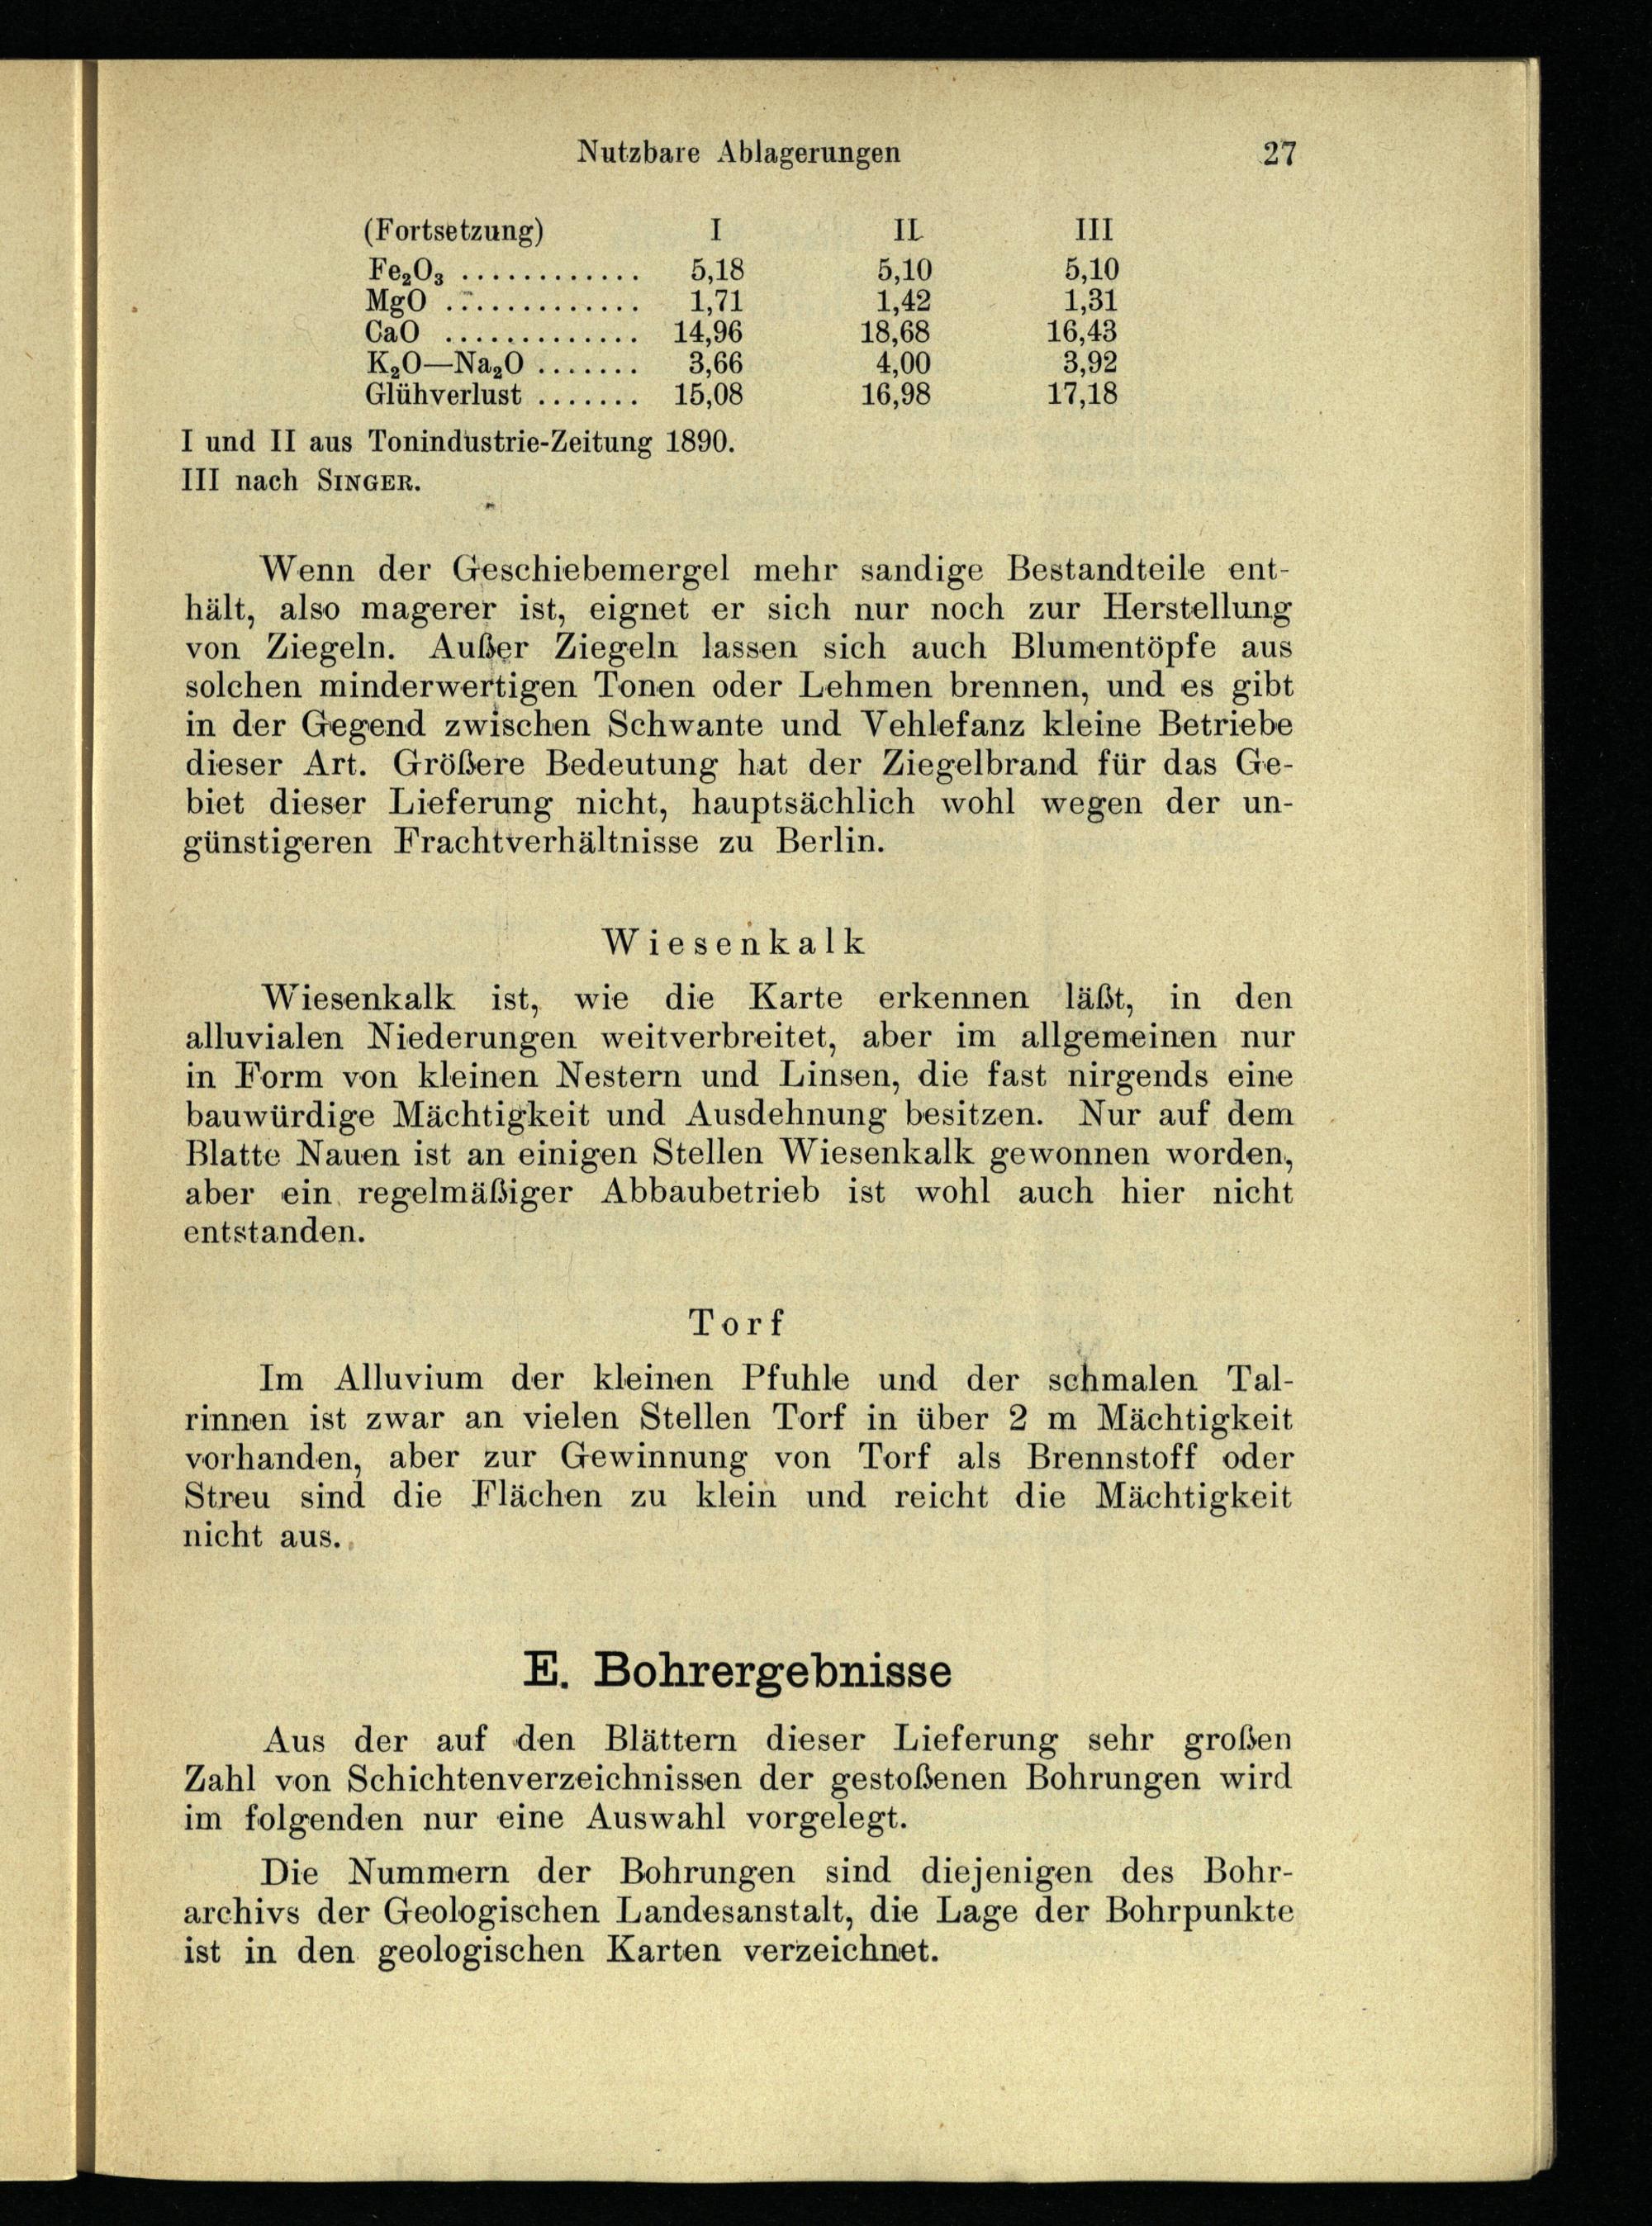 Nutzbare Ablagerungen 27
(Fortsetzung) I II III
Fe₂O₃ ............ 5,18 5,10 5,10
MgO ............. 1,71 1,42 1,31
CaO ............. 14,96 18,68 16,43
K₂O—Na₂O ....... 3,66 4,00 3,92
Glühverlust ....... 15,08 16,98 17,18
I und II aus Tonindustrie-Zeitung 1890.
III nach SINGER.
Wenn der Geschiebemergel mehr sandige Bestandteile ent-
hält, also magerer ist, eignet er sich nur noch zur Herstellung
von Ziegeln. Außer Ziegeln lassen sich auch Blumentöpfe aus
solchen minderwertigen Tonen oder Lehmen brennen, und es gibt
in der Gegend zwischen Schwante und Vehlefanz kleine Betriebe
dieser Art. Größere Bedeutung hat der Ziegelbrand für das Ge-
biet dieser Lieferung nicht, hauptsächlich wohl wegen der un-
günstigeren Frachtverhältnisse zu Berlin.
Wiesenkalk
Wiesenkalk ist, wie die Karte erkennen läßt, in den
alluvialen Niederungen weitverbreitet, aber im allgemeinen nur
in Form von kleinen Nestern und Linsen, die fast nirgends eine
bauwürdige Mächtigkeit und Ausdehnung besitzen. Nur auf dem
Blatte Nauen ist an einigen Stellen Wiesenkalk gewonnen worden,
aber ein regelmäßiger Abbaubetrieb ist wohl auch hier nicht
entstanden.
Torf
Im Alluvium der kleinen Pfuhle und der schmalen Tal-
rinnen ist zwar an vielen Stellen Torf in über 2 m Mächtigkeit
vorhanden, aber zur Gewinnung von Torf als Brennstoff oder
Streu sind die Flächen zu klein und reicht die Mächtigkeit
nicht aus.
E. Bohrergebnisse
Aus der auf den Blättern dieser Lieferung sehr großen
Zahl von Schichtenverzeichnissen der gestoßenen Bohrungen wird
im folgenden nur eine Auswahl vorgelegt.
Die Nummern der Bohrungen sind diejenigen des Bohr-
archivs der Geologischen Landesanstalt, die Lage der Bohrpunkte
ist in den geologischen Karten verzeichnet.